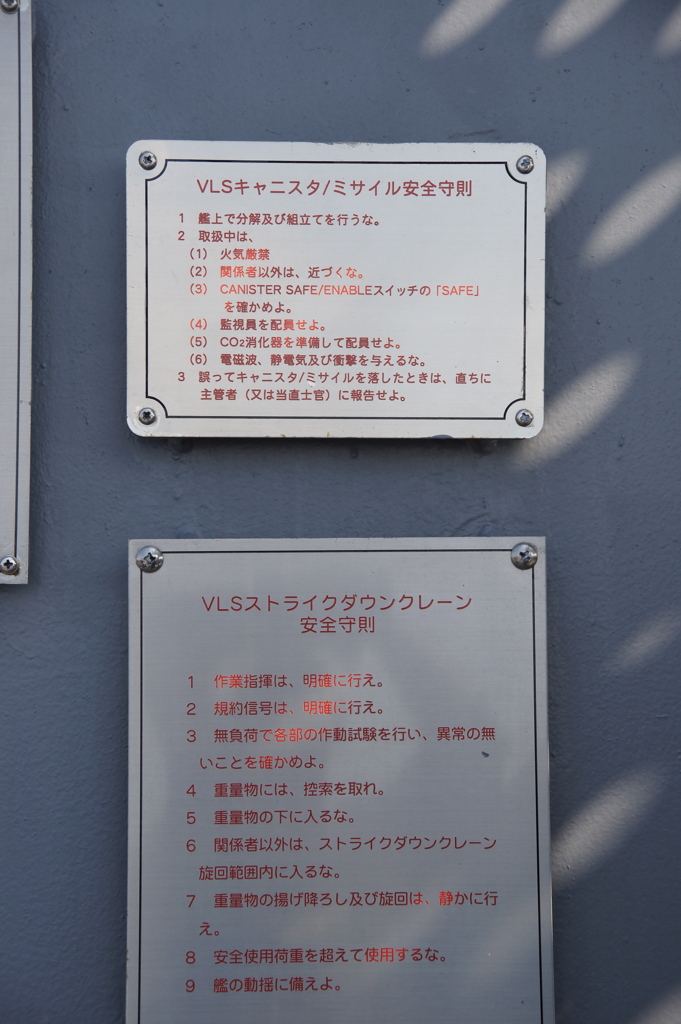 VLSキャニスタ/ミサイル安全守則
1 艦上で分解及び組立てを行うな。
2 取扱中は、
(1) 火気厳禁
(2) 関係者以外は、近づくな。
(3) CANISTER SAFE/ENABLEスイッチの「SAFE」
を確かめよ。
(4) 監視員を配員せよ。
(5) CO₂消化器を準備して配員せよ。
(6) 電磁波、静電気及び衝撃を与えるな。
3 誤ってキャニスタ/ミサイルを落したときは、直ちに
主管者（又は当直士官）に報告せよ。
VLSストライクダウンクレーン
安全守則
1 作業指揮は、明確に行え。
2 規約信号は、明確に行え。
3 無負荷で各部の作動試験を行い、異常の無
いことを確かめよ。
4 重量物には、控索を取れ。
5 重量物の下に入るな。
6 関係者以外は、ストライクダウンクレーン
旋回範囲内に入るな。
7 重量物の揚げ降ろし及び旋回は、静かに行
え。
8 安全使用荷重を超えて使用するな。
9 艦の動揺に備えよ。